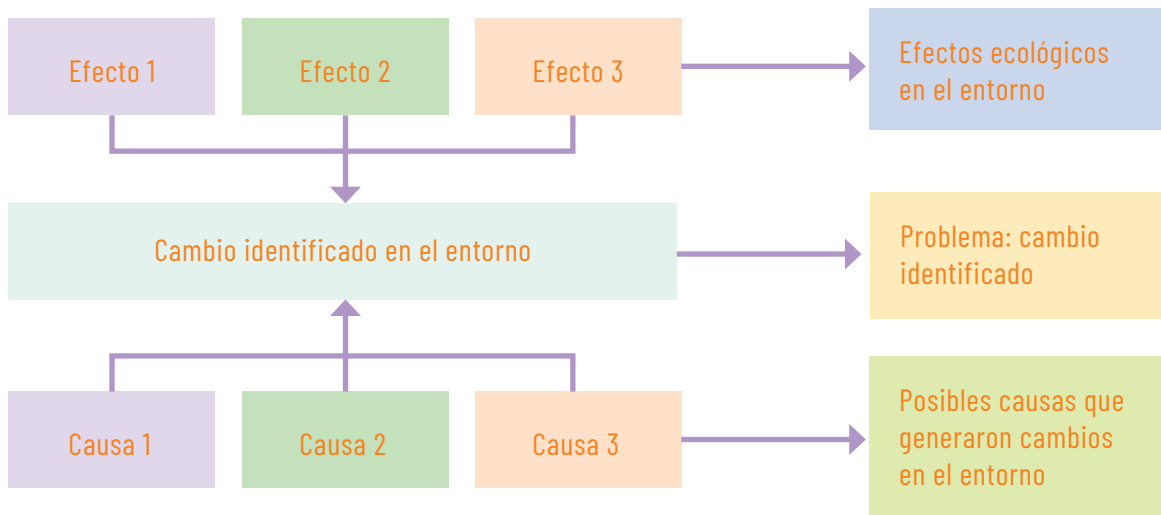 Efecto 1
Efecto 2
Efecto 3
Efectos ecológicos
en el entorno
Cambio identificado en el entorno
Problema: cambio
identificado
Causa 1
Causa 2
Causa 3
Posibles causas que
generaron cambios
en el entorno